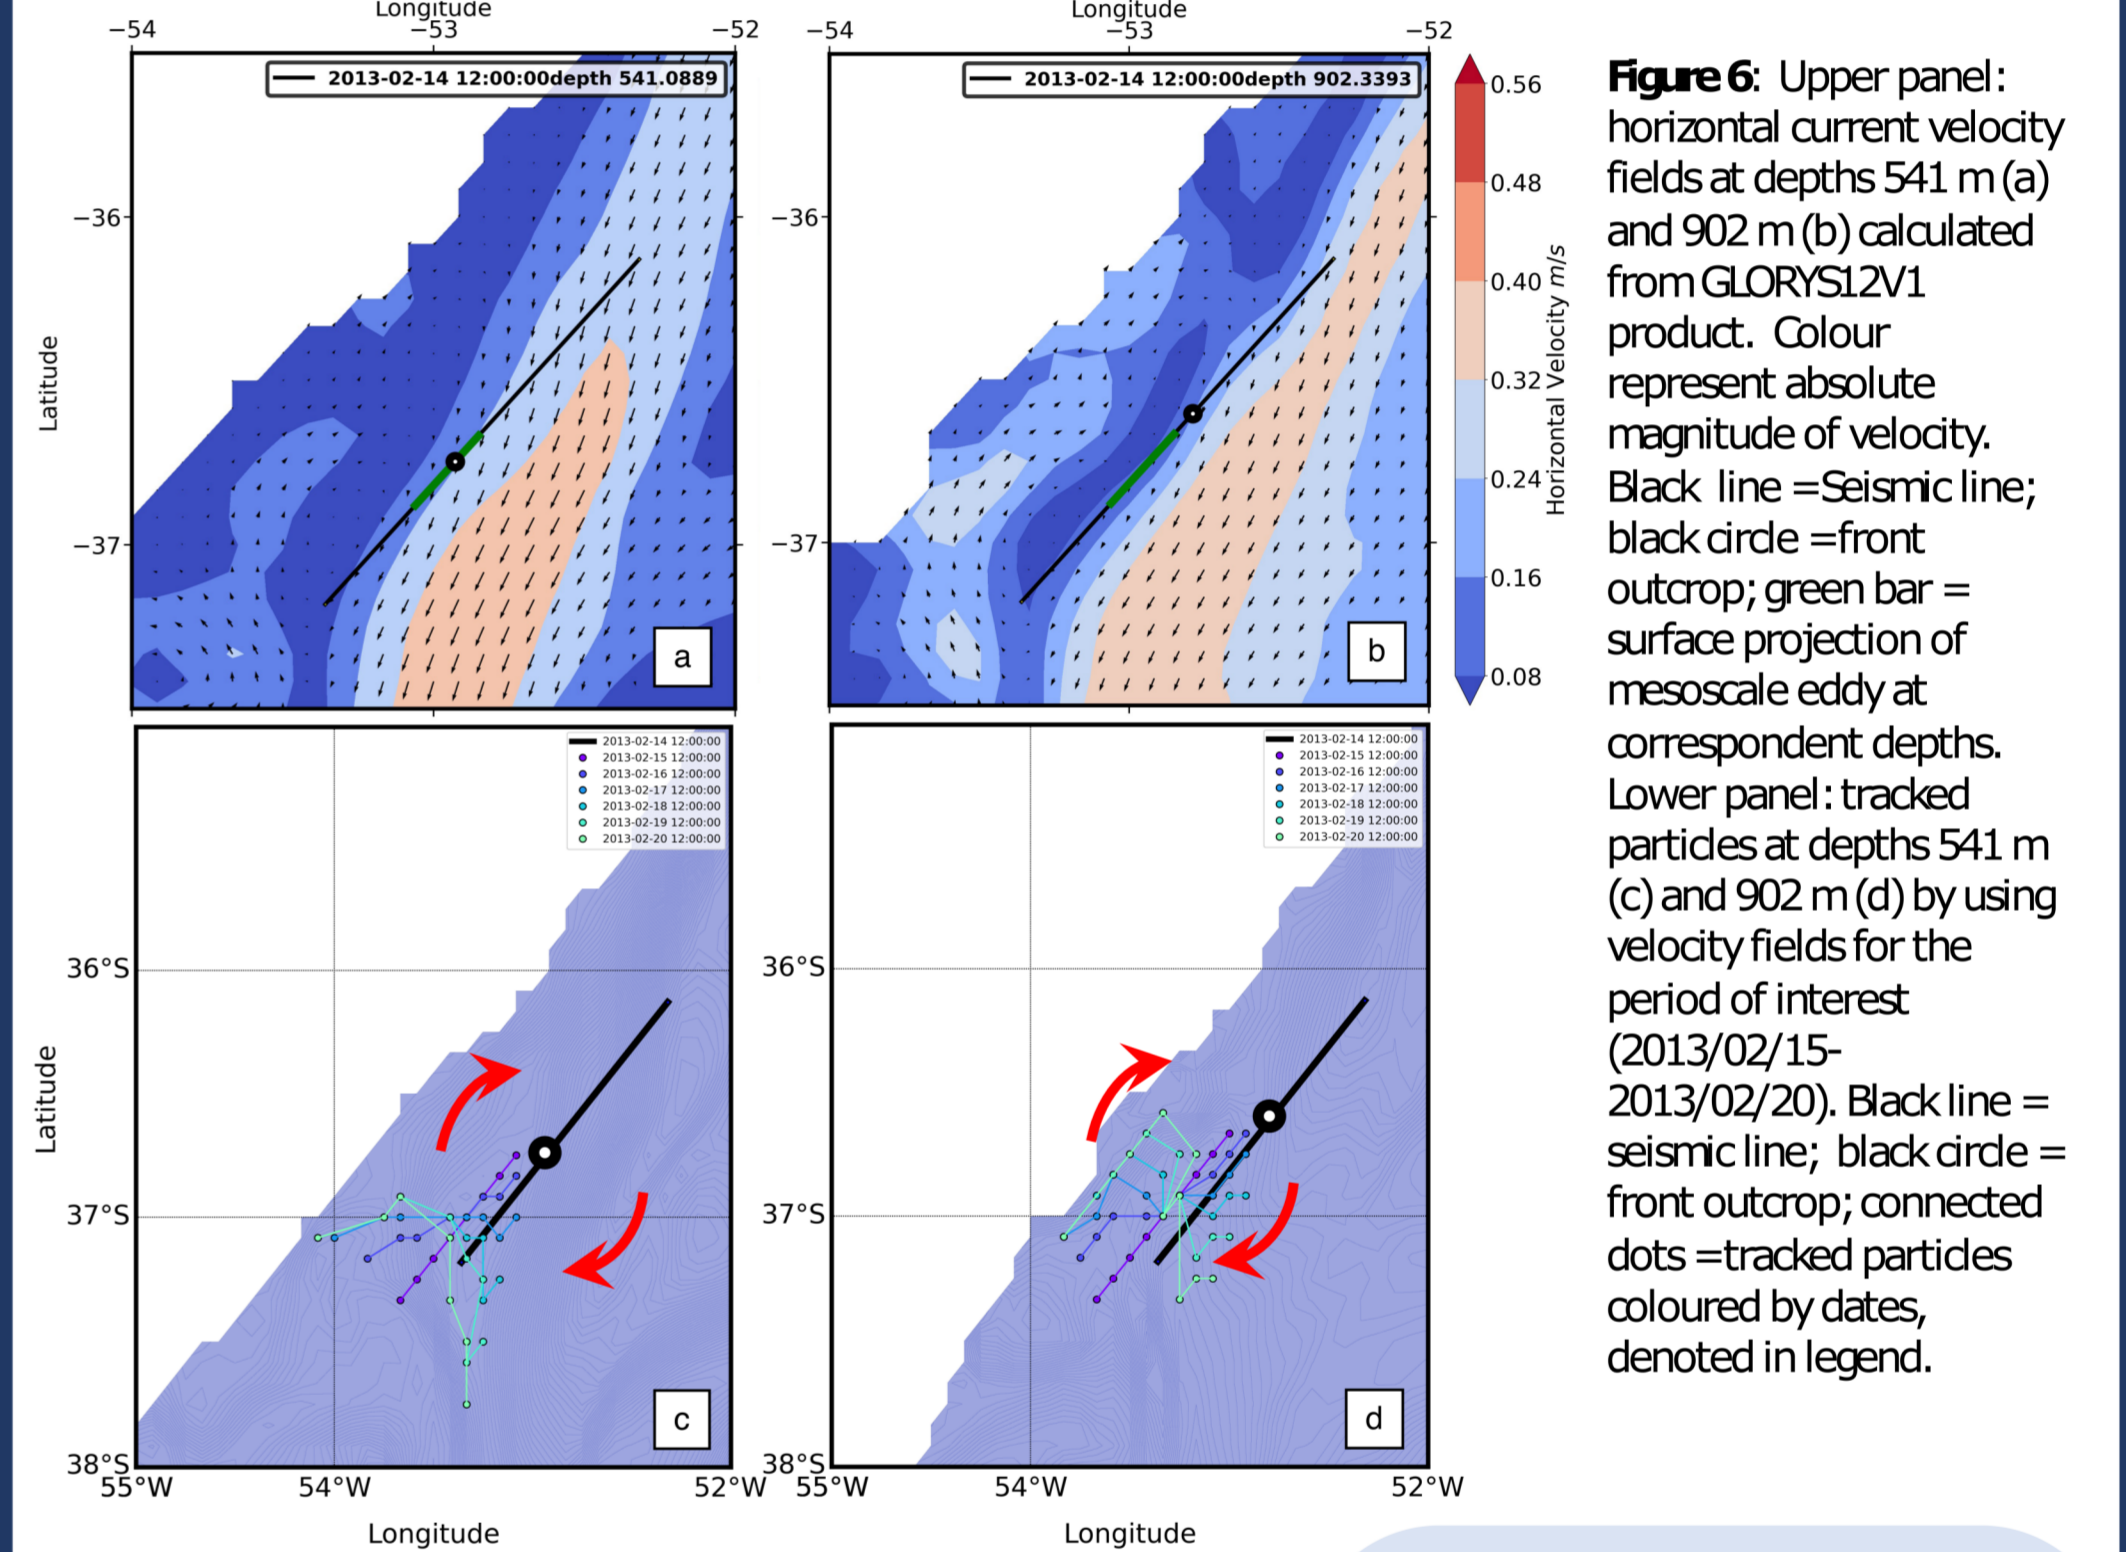 Longitude
−54
−53
−52
2013-02-14 12:00:00depth 541.0889
−36
−37
Latitude
a
Longitude
−54
−53
−52
2013-02-14 12:00:00depth 902.3393
−36
−37
b
0.56
0.48
0.40
0.32
0.24
0.16
0.08
Horizontal Velocity m/s
2013-02-14 12:00:00
2013-02-15 12:00:00
2013-02-16 12:00:00
2013-02-17 12:00:00
2013-02-18 12:00:00
2013-02-19 12:00:00
2013-02-20 12:00:00
36°S
37°S
38°S
Latitude
c
55°W
54°W
52°W
Longitude
2013-02-14 12:00:00
2013-02-15 12:00:00
2013-02-16 12:00:00
2013-02-17 12:00:00
2013-02-18 12:00:00
2013-02-19 12:00:00
2013-02-20 12:00:00
36°S
37°S
38°S
d
55°W
54°W
52°W
Longitude
Figure 6: Upper panel:
horizontal current velocity
fields at depths 541 m (a)
and 902 m (b) calculated
from GLORYS12V1
product. Colour
represent absolute
magnitude of velocity.
Black line =Seismic line;
black circle =front
outcrop; green bar =
surface projection of
mesoscale eddy at
correspondent depths.
Lower panel: tracked
particles at depths 541 m
(c) and 902 m (d) by using
velocity fields for the
period of interest
(2013/02/15-
2013/02/20). Black line =
seismic line; black circle =
front outcrop; connected
dots =tracked particles
coloured by dates,
denoted in legend.